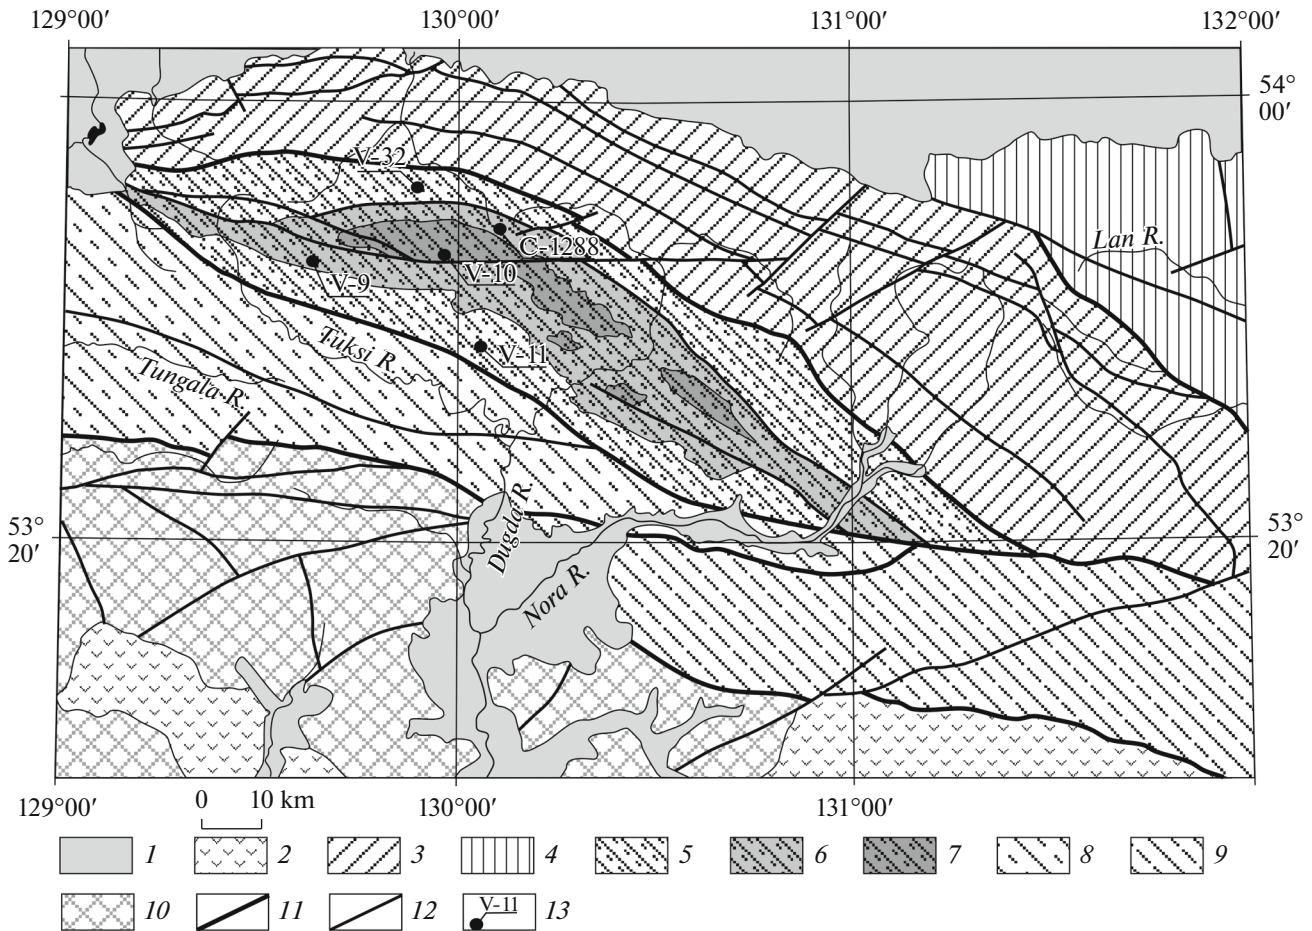 129°00′ 130°00′ 131°00′ 132°00′
54°
00′
V-32
C-1288
Lan R.
V-9
V-10
V-11
Tuksi R.
Tungala R.
53°
20′
53°
20′
Dugda R.
Nora R.
129°00′ 130°00′ 131°00′
0 10 km
1 2 3 4 5 6 7 8 9
10 11 12 V-11 13